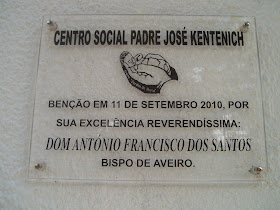 CENTRO SOCIAL PADRE JOSÉ KENTENICH
BENÇÃO EM 11 DE SETEMBRO 2010, POR
SUA EXCELÊNCIA REVERENDÍSSIMA:
DOM ANTÓNIO FRANCISCO DOS SANTOS
BISPO DE AVEIRO.